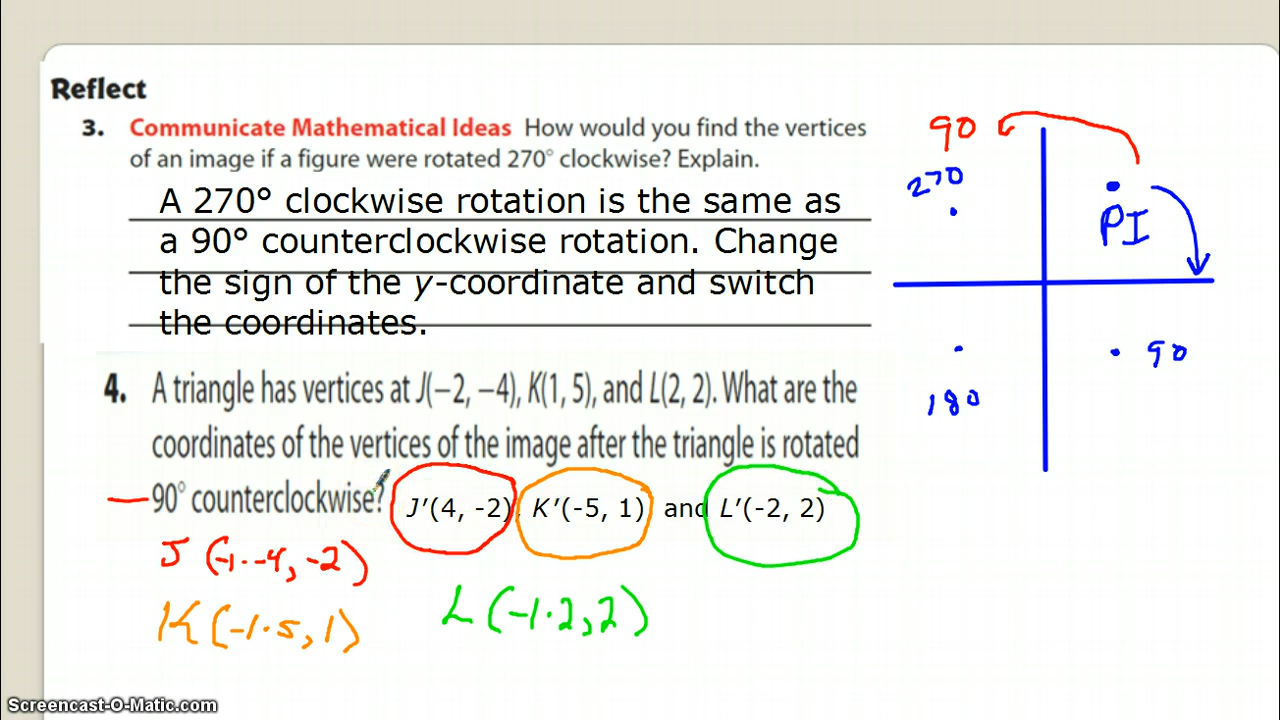 Reflect
3. Communicate Mathematical Ideas How would you find the vertices
of an image if a figure were rotated 270° clockwise? Explain.
A 270° clockwise rotation is the same as
a 90° counterclockwise rotation. Change
the sign of the y-coordinate and switch
the coordinates.
90
270
PI
90
180
4. A triangle has vertices at J(−2, −4), K(1, 5), and L(2, 2). What are the
coordinates of the vertices of the image after the triangle is rotated
90° counterclockwise? J′(4, -2), K′(-5, 1) and L′(-2, 2)
J (-1·-4, -2)
K (-1·5, 1)
L (-1·2, 2)
Screencast-O-Matic.com